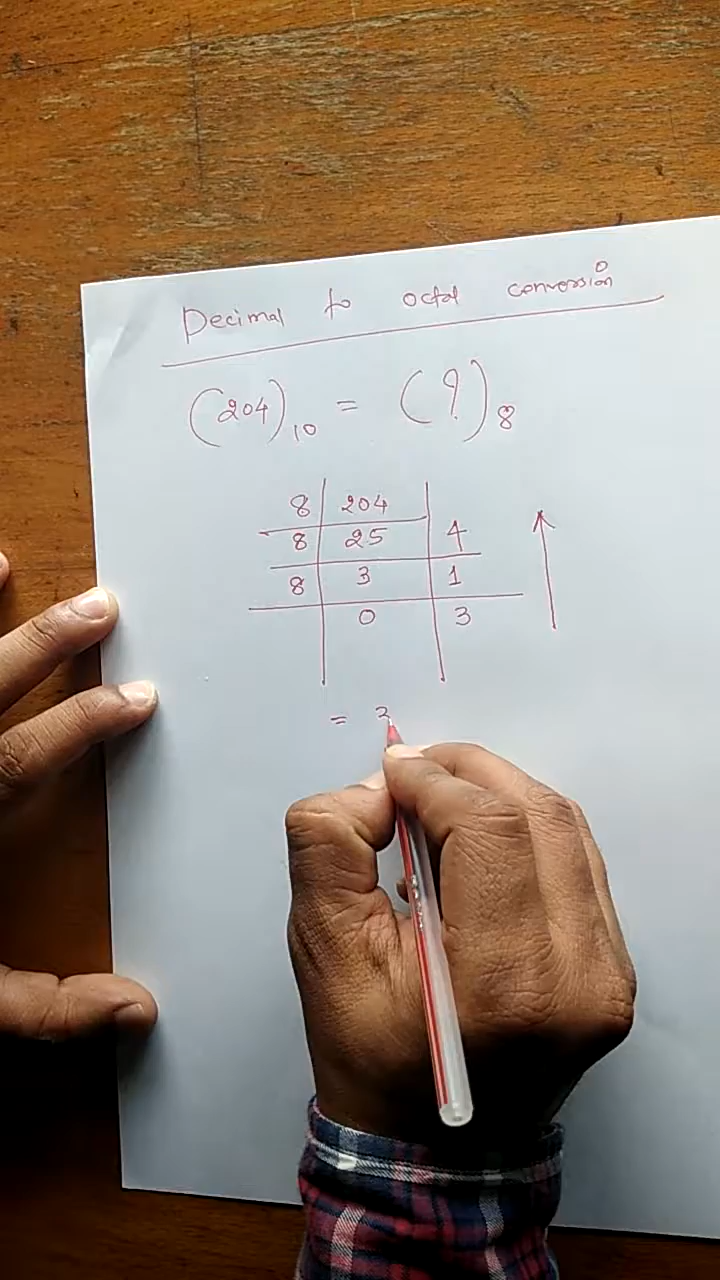 Decimal to octal conversion
(204)10 = (?)8
8 204
8 25 4
8 3 1
0 3
= 3